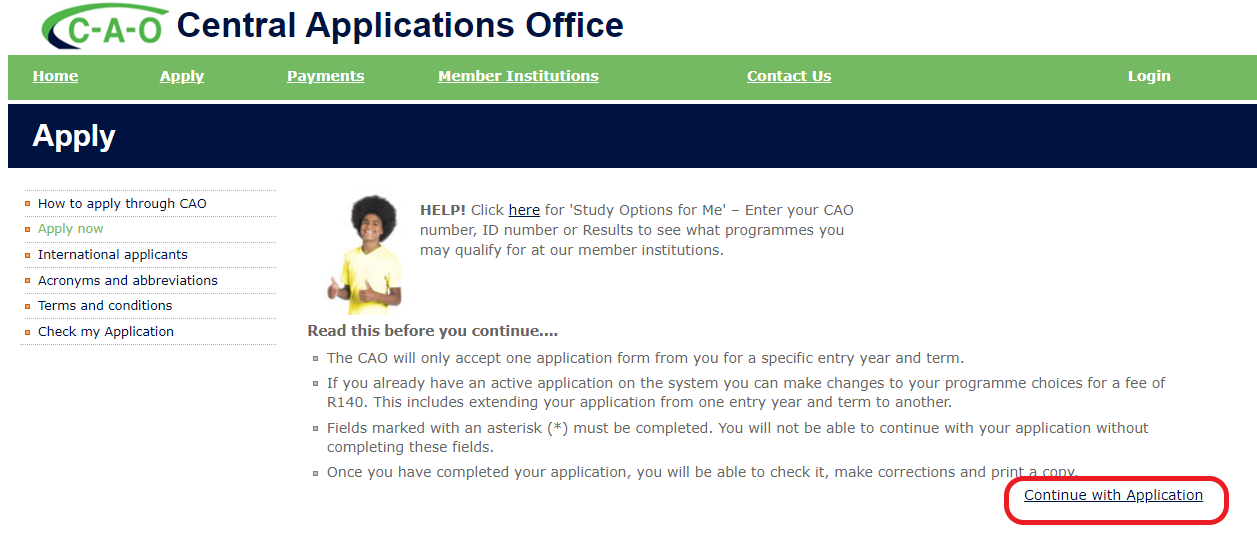 C-A-O Central Applications Office
Home Apply Payments Member Institutions Contact Us Login
Apply
How to apply through CAO
Apply now
International applicants
Acronyms and abbreviations
Terms and conditions
Check my Application
HELP! Click here for 'Study Options for Me' – Enter your CAO
number, ID number or Results to see what programmes you
may qualify for at our member institutions.
Read this before you continue....
The CAO will only accept one application form from you for a specific entry year and term.
If you already have an active application on the system you can make changes to your programme choices for a fee of
R140. This includes extending your application from one entry year and term to another.
Fields marked with an asterisk (*) must be completed. You will not be able to continue with your application without
completing these fields.
Once you have completed your application, you will be able to check it, make corrections and print a copy.
Continue with Application